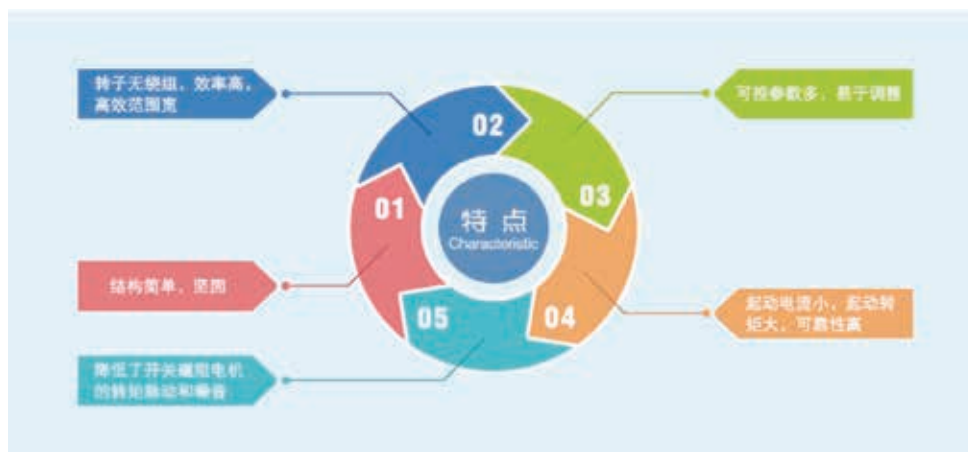 转子无绕组，效率高，
高效范围宽
可控参数多，易于调整
02
01
03
特 点
Characteristic
结构简单，坚固
05
04
起动电流小，起动转
矩大，可靠性高
降低了开关磁阻电机
的转矩脉动和噪音